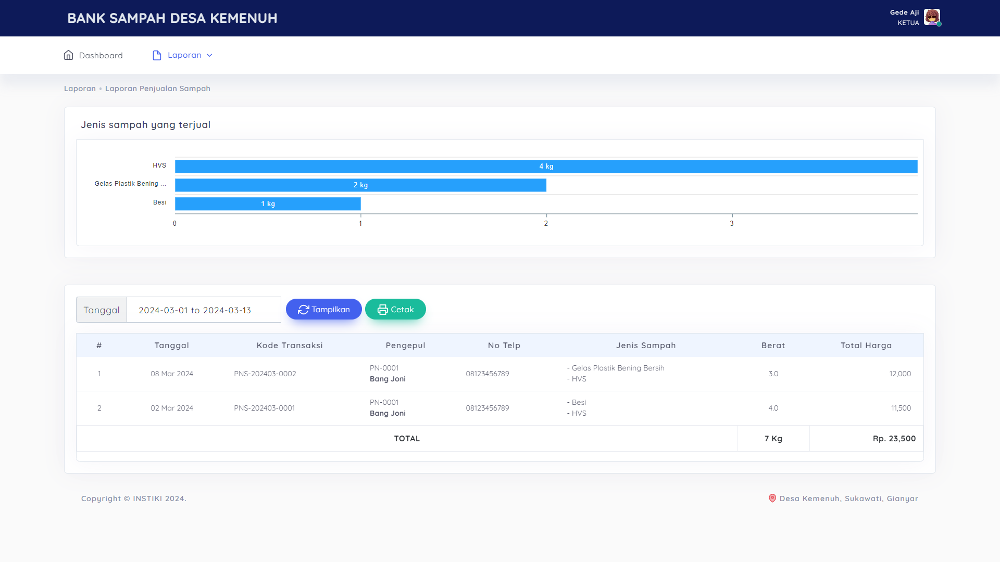 BANK SAMPAH DESA KEMENUH
Gede Aji
KETUA
Dashboard
Laporan
Laporan • Laporan Penjualan Sampah
Jenis sampah yang terjual
HVS
4 kg
Gelas Plastik Bening ...
2 kg
Besi
1 kg
0 1 2 3
Tanggal 2024-03-01 to 2024-03-13 Tampilkan Cetak
# Tanggal Kode Transaksi Pengepul No Telp Jenis Sampah Berat Total Harga
1 08 Mar 2024 PNS-202403-0002 PN-0001 Bang Joni 08123456789 - Gelas Plastik Bening Bersih - HVS 3.0 12,000
2 02 Mar 2024 PNS-202403-0001 PN-0001 Bang Joni 08123456789 - Besi - HVS 4.0 11,500
TOTAL 7 Kg Rp. 23,500
Copyright © INSTIKI 2024.
Desa Kemenuh, Sukawati, Gianyar